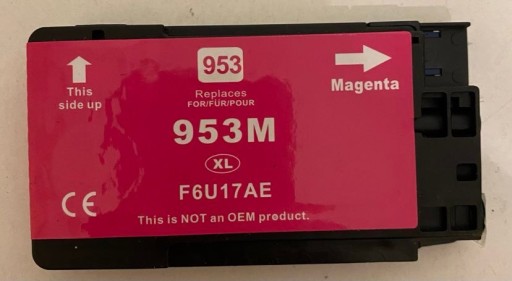 953
This
side up
Replaces
FOR/FÜR/POUR
Magenta
953M
XL
F6U17AE
CE
This is NOT an OEM product.